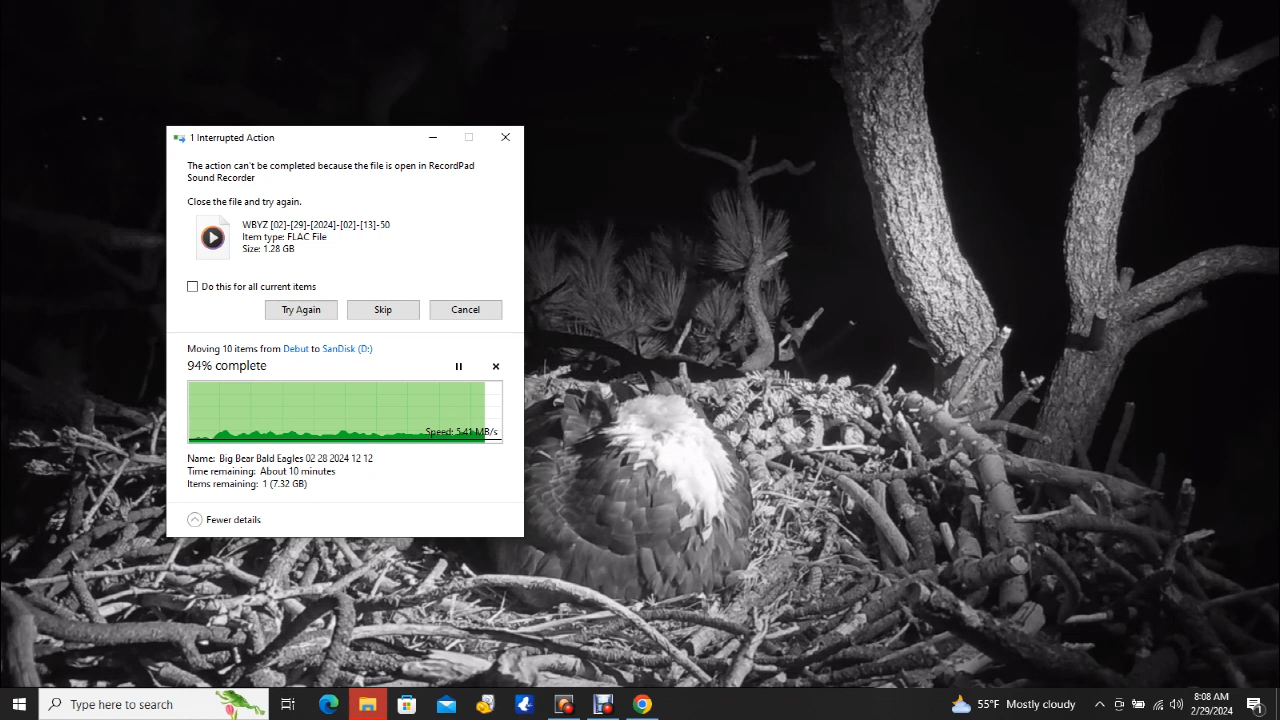 1 Interrupted Action
The action can't be completed because the file is open in RecordPad
Sound Recorder
Close the file and try again.
WBYZ [02]-[29]-[2024]-[02]-[13]-50
Item type: FLAC File
Size: 1.28 GB
Do this for all current items
Try Again
Skip
Cancel
Moving 10 items from Debut to SanDisk (D:)
94% complete
Speed: 5.41 MB/s
Name: Big Bear Bald Eagles 02 28 2024 12 12
Time remaining: About 10 minutes
Items remaining: 1 (7.32 GB)
Fewer details
Type here to search
55°F Mostly cloudy
8:08 AM
2/29/2024
1